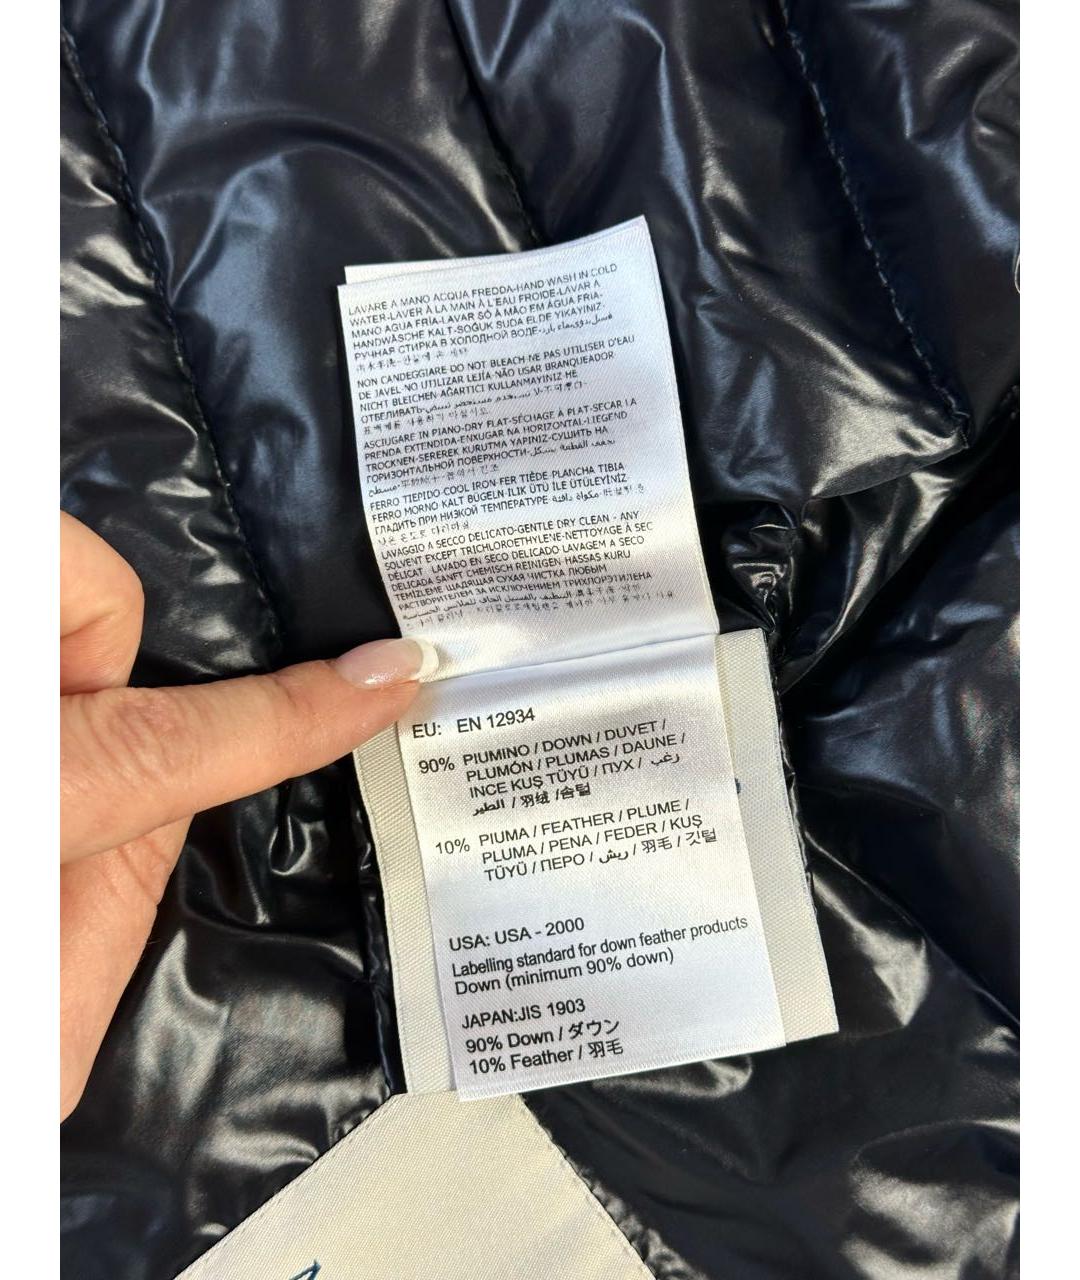 LAVARE A MANO ACQUA FREDDA-HAND WASH IN COLD
WATER-LAVER À LA MAIN À L'EAU FROIDE-LAVAR A
MANO AGUA FRÍA-LAVAR SÓ À MÃO EM ÁGUA FRIA-
HANDWÄSCHE KALT-SOĞUK SUDA ELDE YIKAYINIZ-
РУЧНАЯ СТИРКА В ХОЛОДНОЙ ВОДЕ-
NON CANDEGGIARE DO NOT BLEACH-NE PAS UTILISER D'EAU
DE JAVEL-NO UTILIZAR LEJÍA-NÃO USAR BRANQUEADOR
NICHT BLEICHEN-AĞARTICI KULLANMAYINIZ НЕ
ОТБЕЛИВАТЬ-
ASCIUGARE IN PIANO-DRY FLAT-SÉCHAGE À PLAT-SECAR LA
PRENDA EXTENDIDA-ENXUGAR NA HORIZONTAL-LIEGEND
TROCKNEN-SEREREK KURUTMA YAPINIZ-СУШИТЬ НА
ГОРИЗОНТАЛЬНОЙ ПОВЕРХНОСТИ-
FERRO TIEPIDO-COOL IRON-FER TIÈDE-PLANCHA TIBIA-
FERRO MORNO KALT BÜGELN-ILIK ÜTÜ İLE ÜTÜLEYİNİZ-
ГЛАДИТЬ ПРИ НИЗКОЙ ТЕМПЕРАТУРЕ
LAVAGGIO A SECCO DELICATO-GENTLE DRY CLEAN - ANY
SOLVENT EXCEPT TRICHLOROETHYLENE-NETTOYAGE À SEC
DÉLICAT LAVADO EN SECO DELICADO LAVAGEM A SECO
DELICADA SANFT CHEMISCH REINIGEN-HASSAS KURU
TEMİZLEME ЩАДЯЩАЯ СУХАЯ ЧИСТКА ЛЮБЫМ
РАСТВОРИТЕЛЕМ ЗА ИСКЛЮЧЕНИЕМ ТРИХЛОРЭТИЛЕНА
EU: EN 12934
90% PIUMINO / DOWN / DUVET /
PLUMÓN / PLUMAS / DAUNE /
INCE KUŞ TÜYÜ / ПУХ / زغب
الطير / 羽绒 /솜털
10% PIUMA / FEATHER / PLUME /
PLUMA / PENA / FEDER / KUŞ
TÜYÜ / ПЕРО / ريش / 羽毛 / 깃털
USA: USA - 2000
Labelling standard for down feather products
Down (minimum 90% down)
JAPAN:JIS 1903
90% Down / ダウン
10% Feather / 羽毛